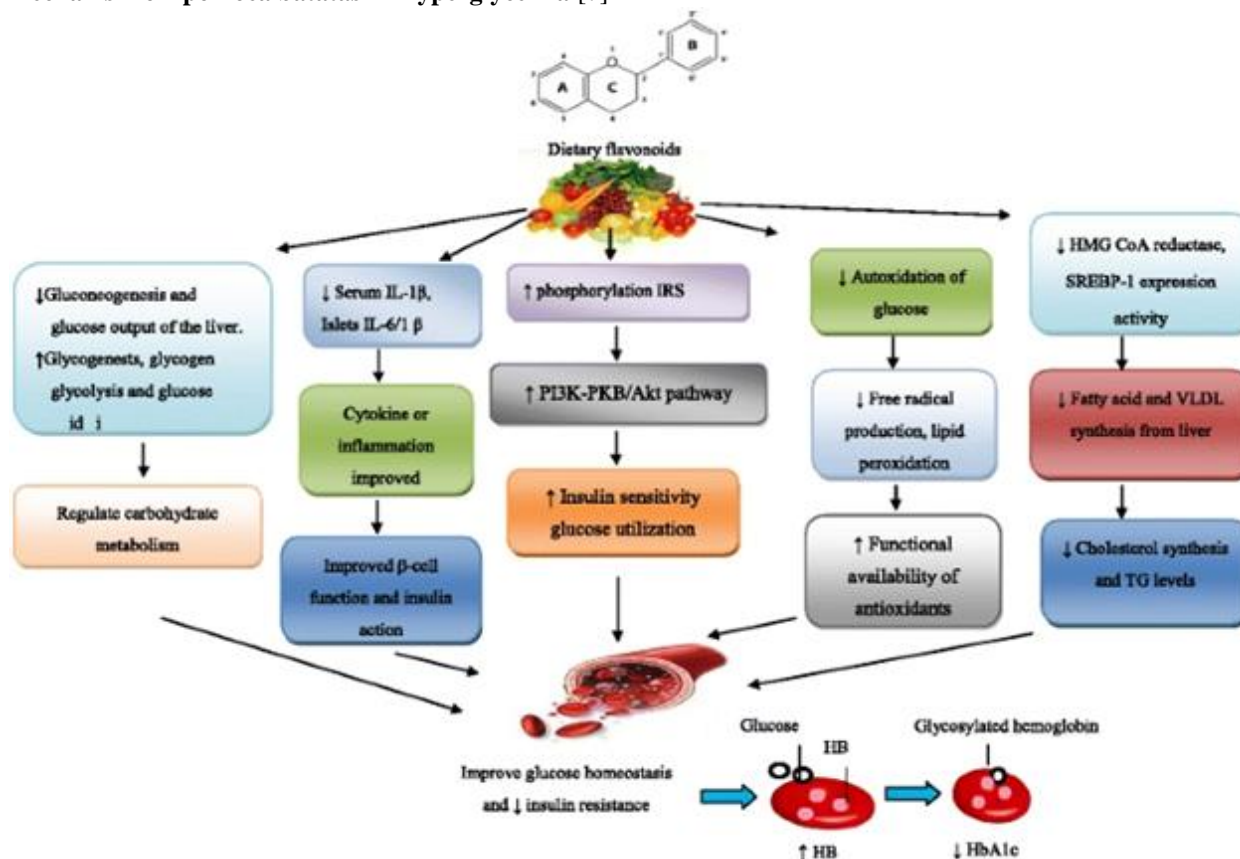 Dietary flavonoids
A
B
C
↓Gluconeogenesis and
glucose output of the liver.
↑Glycogenests, glycogen
glycolysis and glucose
Regulate carbohydrate
metabolism
↓ Serum IL-1β,
Islets IL-6/1 β
Cytokine or
inflammation
improved
Improved β-cell
function and insulin
action
↑ phosphorylation IRS
↑ PI3K-PKB/Akt pathway
↑ Insulin sensitivity
glucose utilization
↓ Autoxidation of
glucose
↓ Free radical
production, lipid
peroxidation
↑ Functional
availability of
antioxidants
↓ HMG CoA reductase,
SREBP-1 expression
activity
↓ Fatty acid and VLDL
synthesis from liver
↓ Cholesterol synthesis
and TG levels
Improve glucose homeostasis
and ↓ insulin resistance
Glucose
HB
↑ HB
Glycosylated hemoglobin
↓ HbA1c